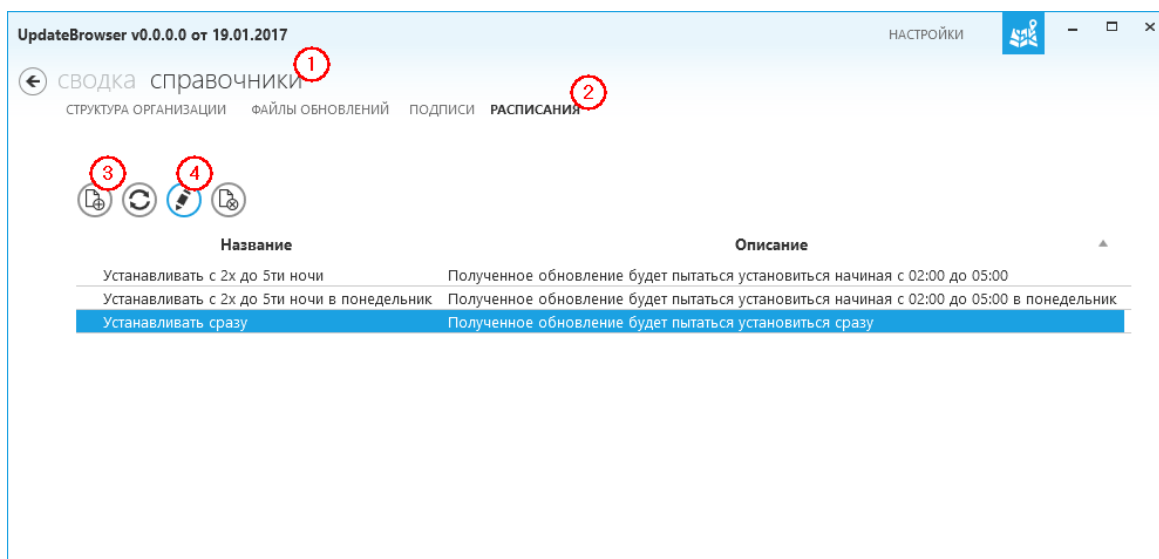 UpdateBrowser v0.0.0.0 от 19.01.2017 НАСТРОЙКИ
1
сводка справочники
2
СТРУКТУРА ОРГАНИЗАЦИИ ФАЙЛЫ ОБНОВЛЕНИЙ ПОДПИСИ РАСПИСАНИЯ
3 4
Название Описание
Устанавливать с 2х до 5ти ночи Полученное обновление будет пытаться установиться начиная с 02:00 до 05:00
Устанавливать с 2х до 5ти ночи в понедельник Полученное обновление будет пытаться установиться начиная с 02:00 до 05:00 в понедельник
Устанавливать сразу Полученное обновление будет пытаться установиться сразу